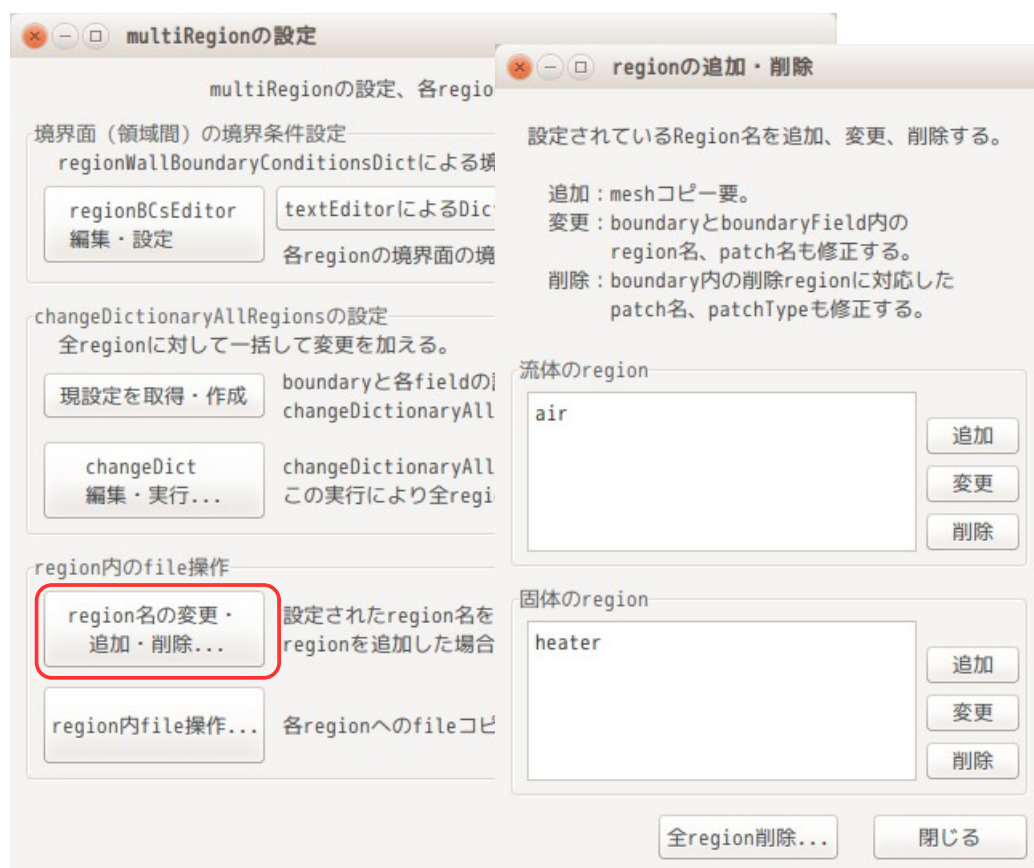 multiRegionの設定
multiRegionの設定、各regio
境界面（領域間）の境界条件設定
regionWallBoundaryConditionsDictによる境
regionBCsEditor
編集・設定
textEditorによるDic
各regionの境界面の境
changeDictionaryAllRegionsの設定
全regionに対して一括して変更を加える。
現設定を取得・作成
boundaryと各fieldの
changeDictionaryAll
changeDict
編集・実行...
changeDictionaryAll
この実行により全regi
region内のfile操作
region名の変更・
追加・削除...
設定されたregion名を
regionを追加した場合
region内file操作...
各regionへのfileコピ
regionの追加・削除
設定されているRegion名を追加、変更、削除する。
追加：meshコピー要。
変更：boundaryとboundaryField内の
region名、patch名も修正する。
削除：boundary内の削除regionに対応した
patch名、patchTypeも修正する。
流体のregion
air
追加
変更
削除
固体のregion
heater
追加
変更
削除
全region削除...
閉じる